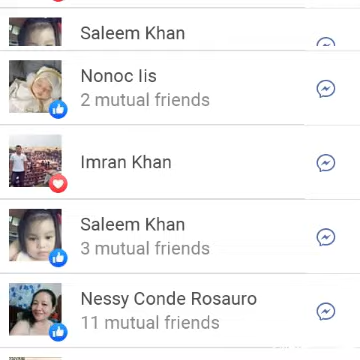 Saleem Khan
Nonoc Iis
2 mutual friends
Imran Khan
Saleem Khan
3 mutual friends
Nessy Conde Rosauro
11 mutual friends